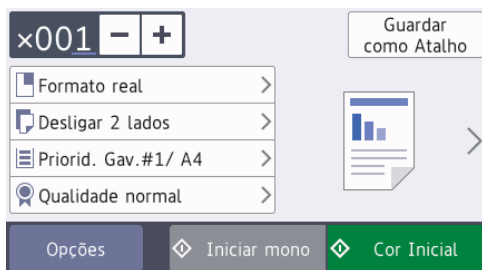 ×001 − +
Guardar
como Atalho
Formato real
Desligar 2 lados
Priorid. Gav.#1/ A4
Qualidade normal
Opções
Iniciar mono
Cor Inicial